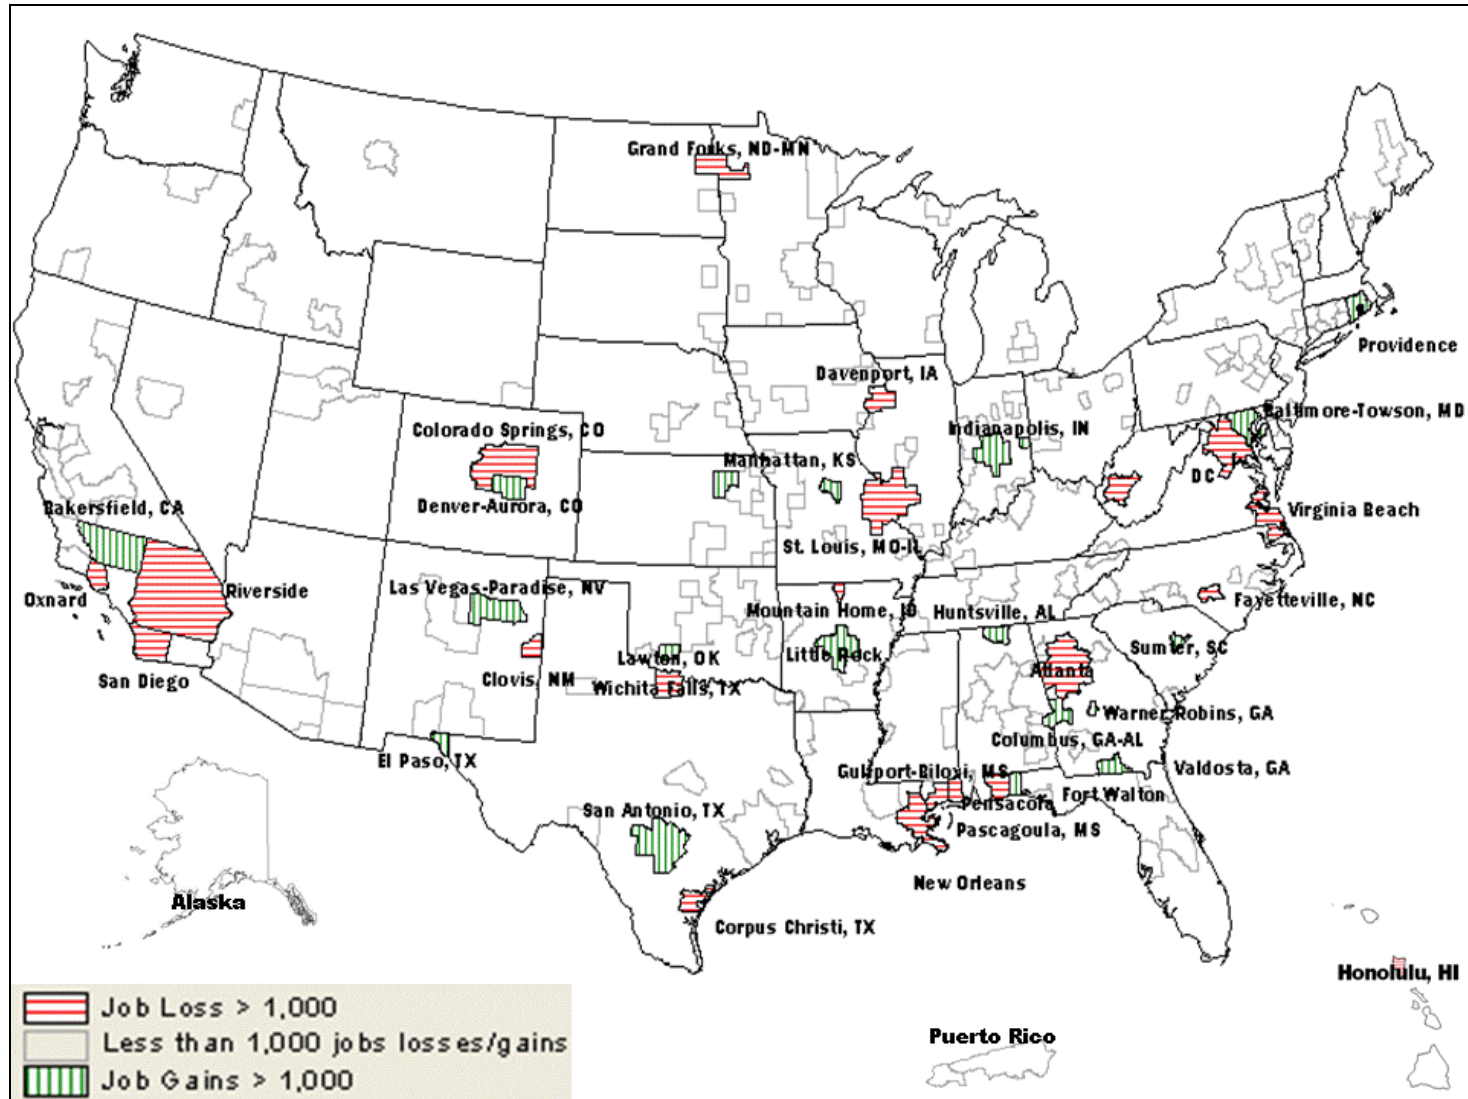 Grand Forks, ND-MN
Providence
Davenport, IA
Baltimore-Towson, MD
Colorado Springs, CO
Indianapolis, IN
Manhattan, KS
DC
Bakersfield, CA
Denver-Aurora, CO
Virginia Beach
St. Louis, MO-IL
Las Vegas-Paradise, NV
Riverside
Oxnard
Mountain Home, ID
Huntsville, AL
Fayetteville, NC
Sumter, SC
Little Rock
Lawton, OK
Atlanta
San Diego
Clovis, NM
Wichita Falls, TX
Warner Robins, GA
Columbus, GA-AL
El Paso, TX
Gulfport-Biloxi, MS
Valdosta, GA
Fort Walton
Pensacola
San Antonio, TX
Pascagoula, MS
New Orleans
Alaska
Corpus Christi, TX
Honolulu, HI
Job Loss > 1,000
Less than 1,000 jobs losses/gains
Job Gains > 1,000
Puerto Rico